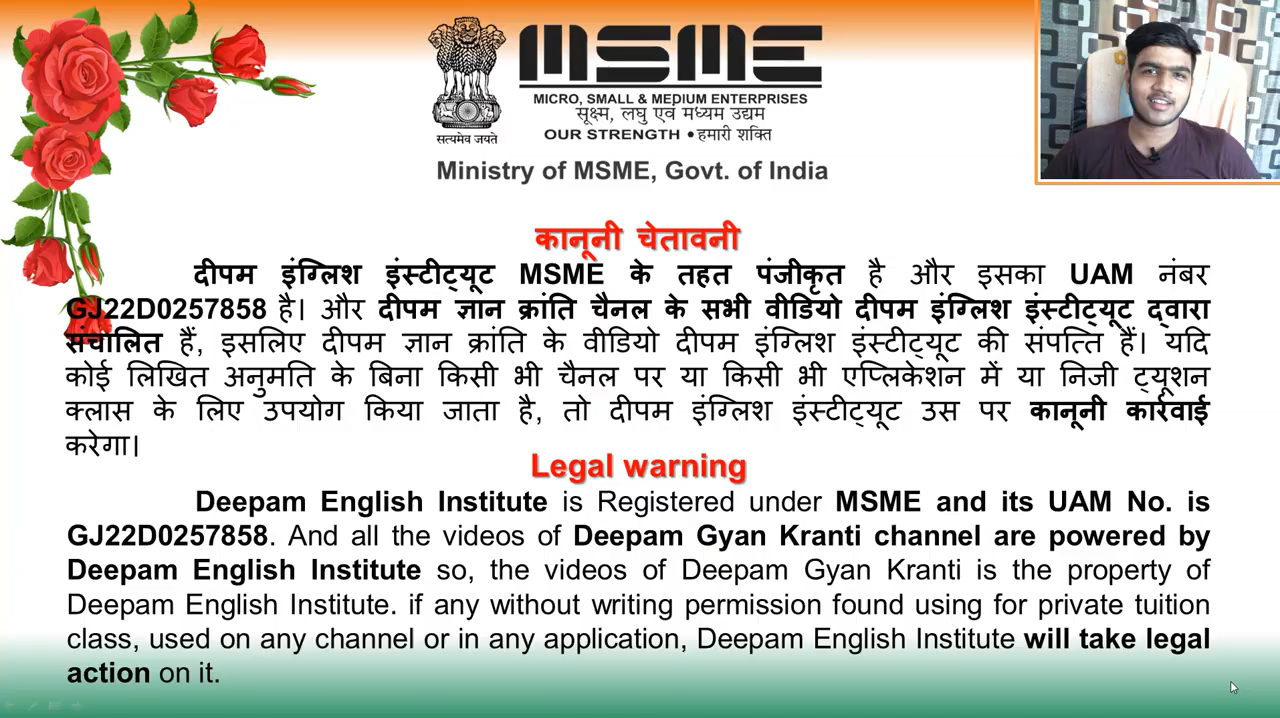 MSME
MICRO, SMALL & MEDIUM ENTERPRISES
सूक्ष्म, लघु एवं मध्यम उद्यम
OUR STRENGTH • हमारी शक्ति
सत्यमेव जयते
Ministry of MSME, Govt. of India
कानूनी चेतावनी
दीपम इंग्लिश इंस्टीट्यूट MSME के तहत पंजीकृत है और इसका UAM नंबर
GJ22D0257858 है। और दीपम ज्ञान क्रांति चैनल के सभी वीडियो दीपम इंग्लिश इंस्टीट्यूट द्वारा
संचालित हैं, इसलिए दीपम ज्ञान क्रांति के वीडियो दीपम इंग्लिश इंस्टीट्यूट की संपत्ति हैं। यदि
कोई लिखित अनुमति के बिना किसी भी चैनल पर या किसी भी एप्लिकेशन में या निजी ट्यूशन
क्लास के लिए उपयोग किया जाता है, तो दीपम इंग्लिश इंस्टीट्यूट उस पर कानूनी कार्रवाई
करेगा।
Legal warning
Deepam English Institute is Registered under MSME and its UAM No. is
GJ22D0257858. And all the videos of Deepam Gyan Kranti channel are powered by
Deepam English Institute so, the videos of Deepam Gyan Kranti is the property of
Deepam English Institute. if any without writing permission found using for private tuition
class, used on any channel or in any application, Deepam English Institute will take legal
action on it.